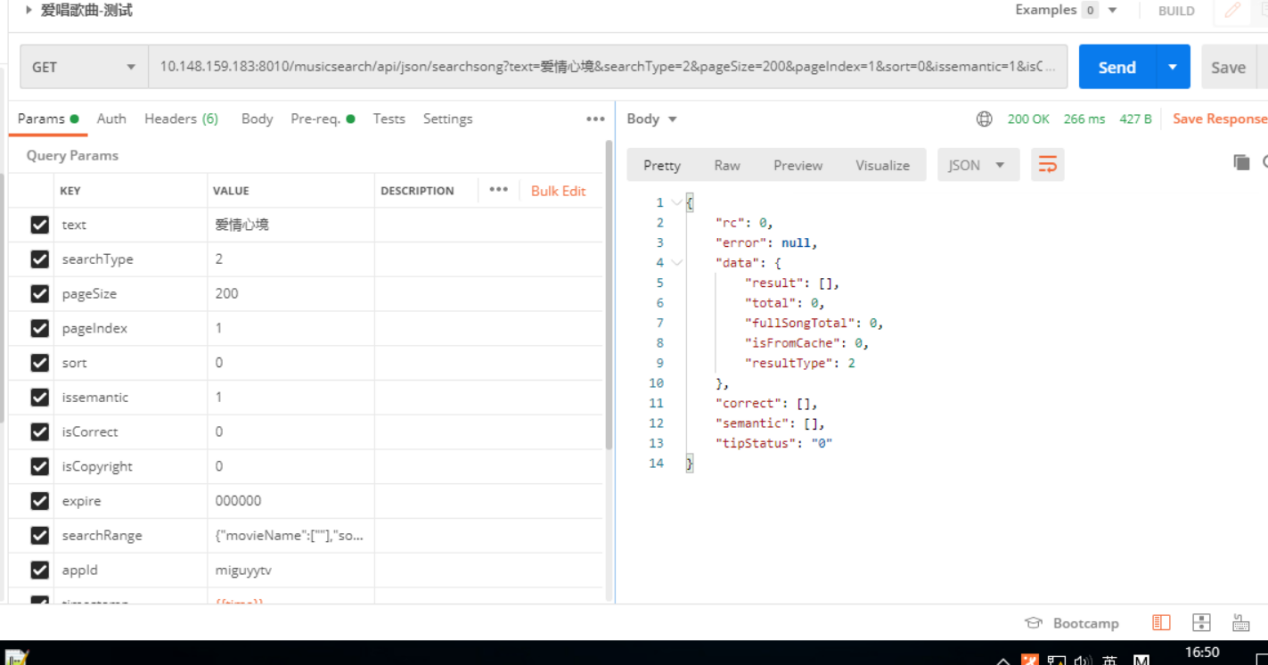 爱唱歌曲-测试
Examples 0
BUILD
GET
10.148.159.183:8010/musicsearch/api/json/searchsong?text=爱情心境&searchType=2&pageSize=200&pageIndex=1&sort=0&issemantic=1&isC...
Send
Save
Params
Auth
Headers (6)
Body
Pre-req.
Tests
Settings
Query Params
KEY VALUE DESCRIPTION Bulk Edit
text 爱情心境
searchType 2
pageSize 200
pageIndex 1
sort 0
issemantic 1
isCorrect 0
isCopyright 0
expire 000000
searchRange {"movieName":[""],"so...
appId miguyytv
Body
200 OK 266 ms 427 B Save Response
Pretty Raw Preview Visualize JSON
1 {
2 "rc": 0,
3 "error": null,
4 "data": {
5 "result": [],
6 "total": 0,
7 "fullSongTotal": 0,
8 "isFromCache": 0,
9 "resultType": 2
10 },
11 "correct": [],
12 "semantic": [],
13 "tipStatus": "0"
14 }
Bootcamp
英 M 16:50